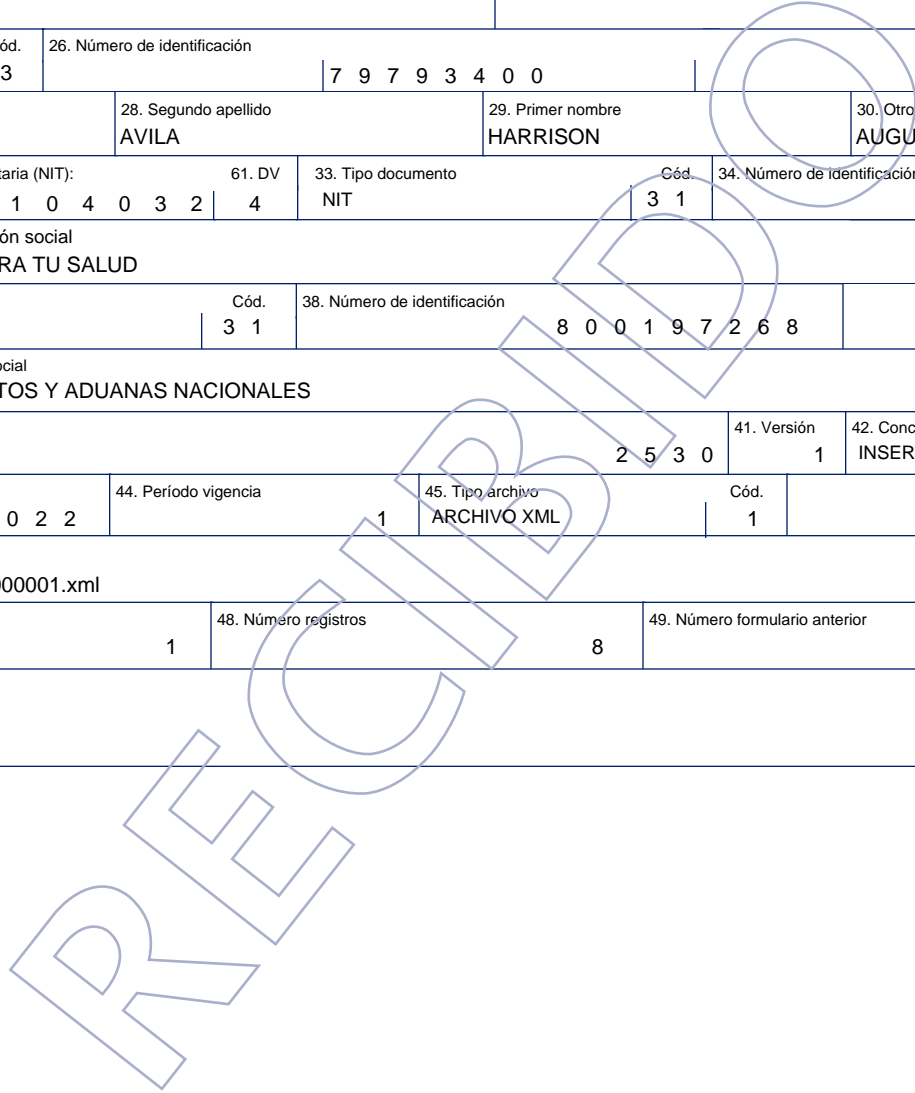 ód. 26. Número de identificación
3 7 9 7 9 3 4 0 0
28. Segundo apellido 29. Primer nombre 30. Otro
AVILA HARRISON AUGU
aria (NIT): 61. DV 33. Tipo documento Cód. 34. Número de identificación
1 0 4 0 3 2 4 NIT 3 1
ón social
RA TU SALUD
Cód. 38. Número de identificación
3 1 8 0 0 1 9 7 2 6 8
ocial
TOS Y ADUANAS NACIONALES
41. Versión 42. Conc
2 5 3 0 1 INSER
44. Período vigencia 45. Tipo archivo Cód.
0 2 2 1 ARCHIVO XML 1
000001.xml
48. Número registros 49. Número formulario anterior
1 8
RECIBIDO